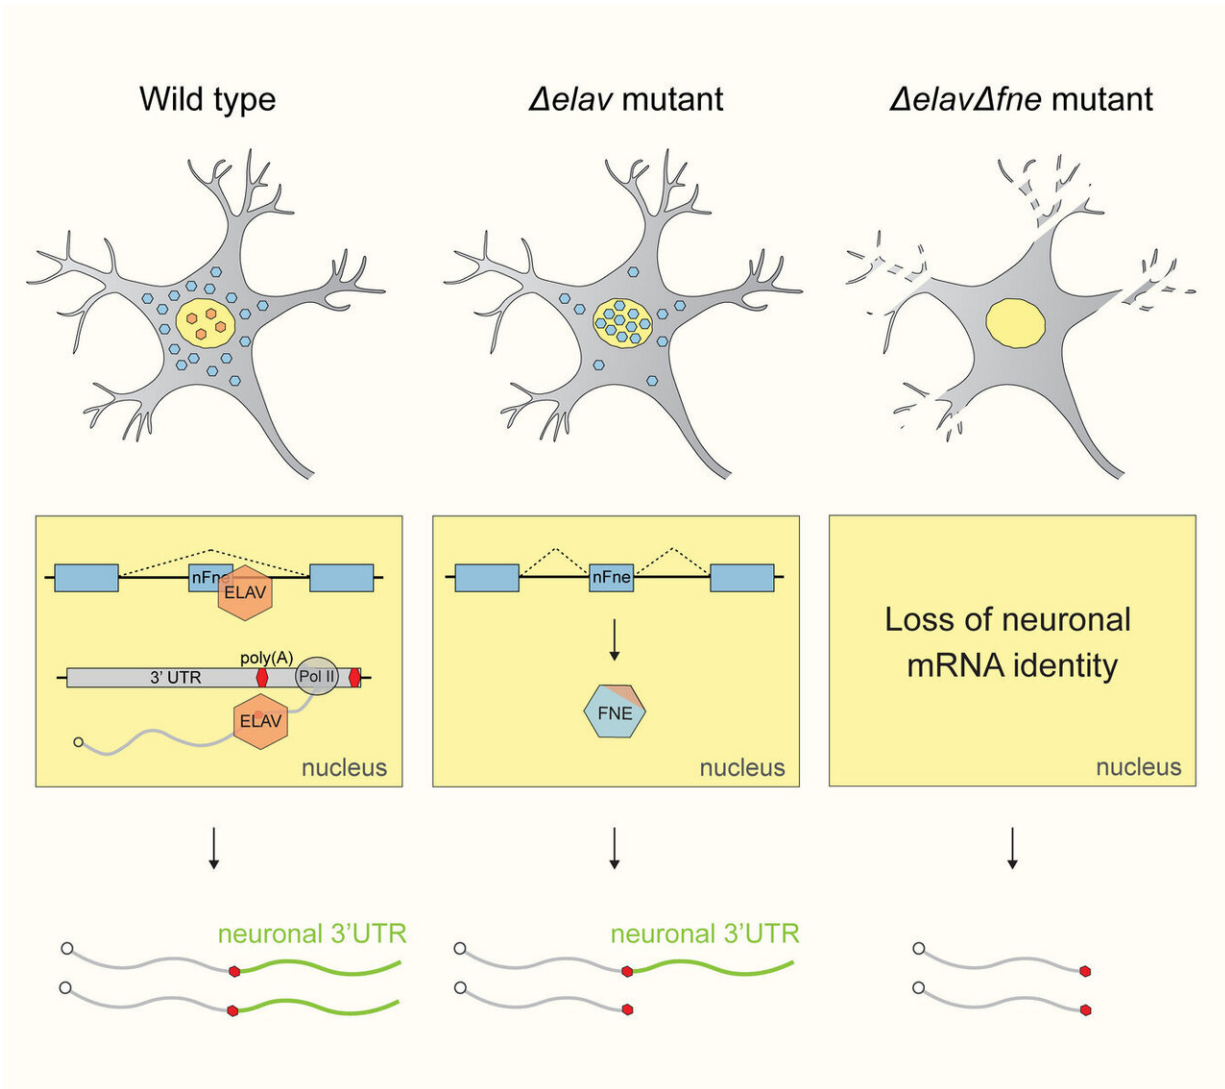 Wild type
Δelav mutant
ΔelavΔfne mutant
nFne
ELAV
poly(A)
3' UTR
Pol II
ELAV
nucleus
nFne
FNE
nucleus
Loss of neuronal
mRNA identity
nucleus
neuronal 3’UTR
neuronal 3’UTR